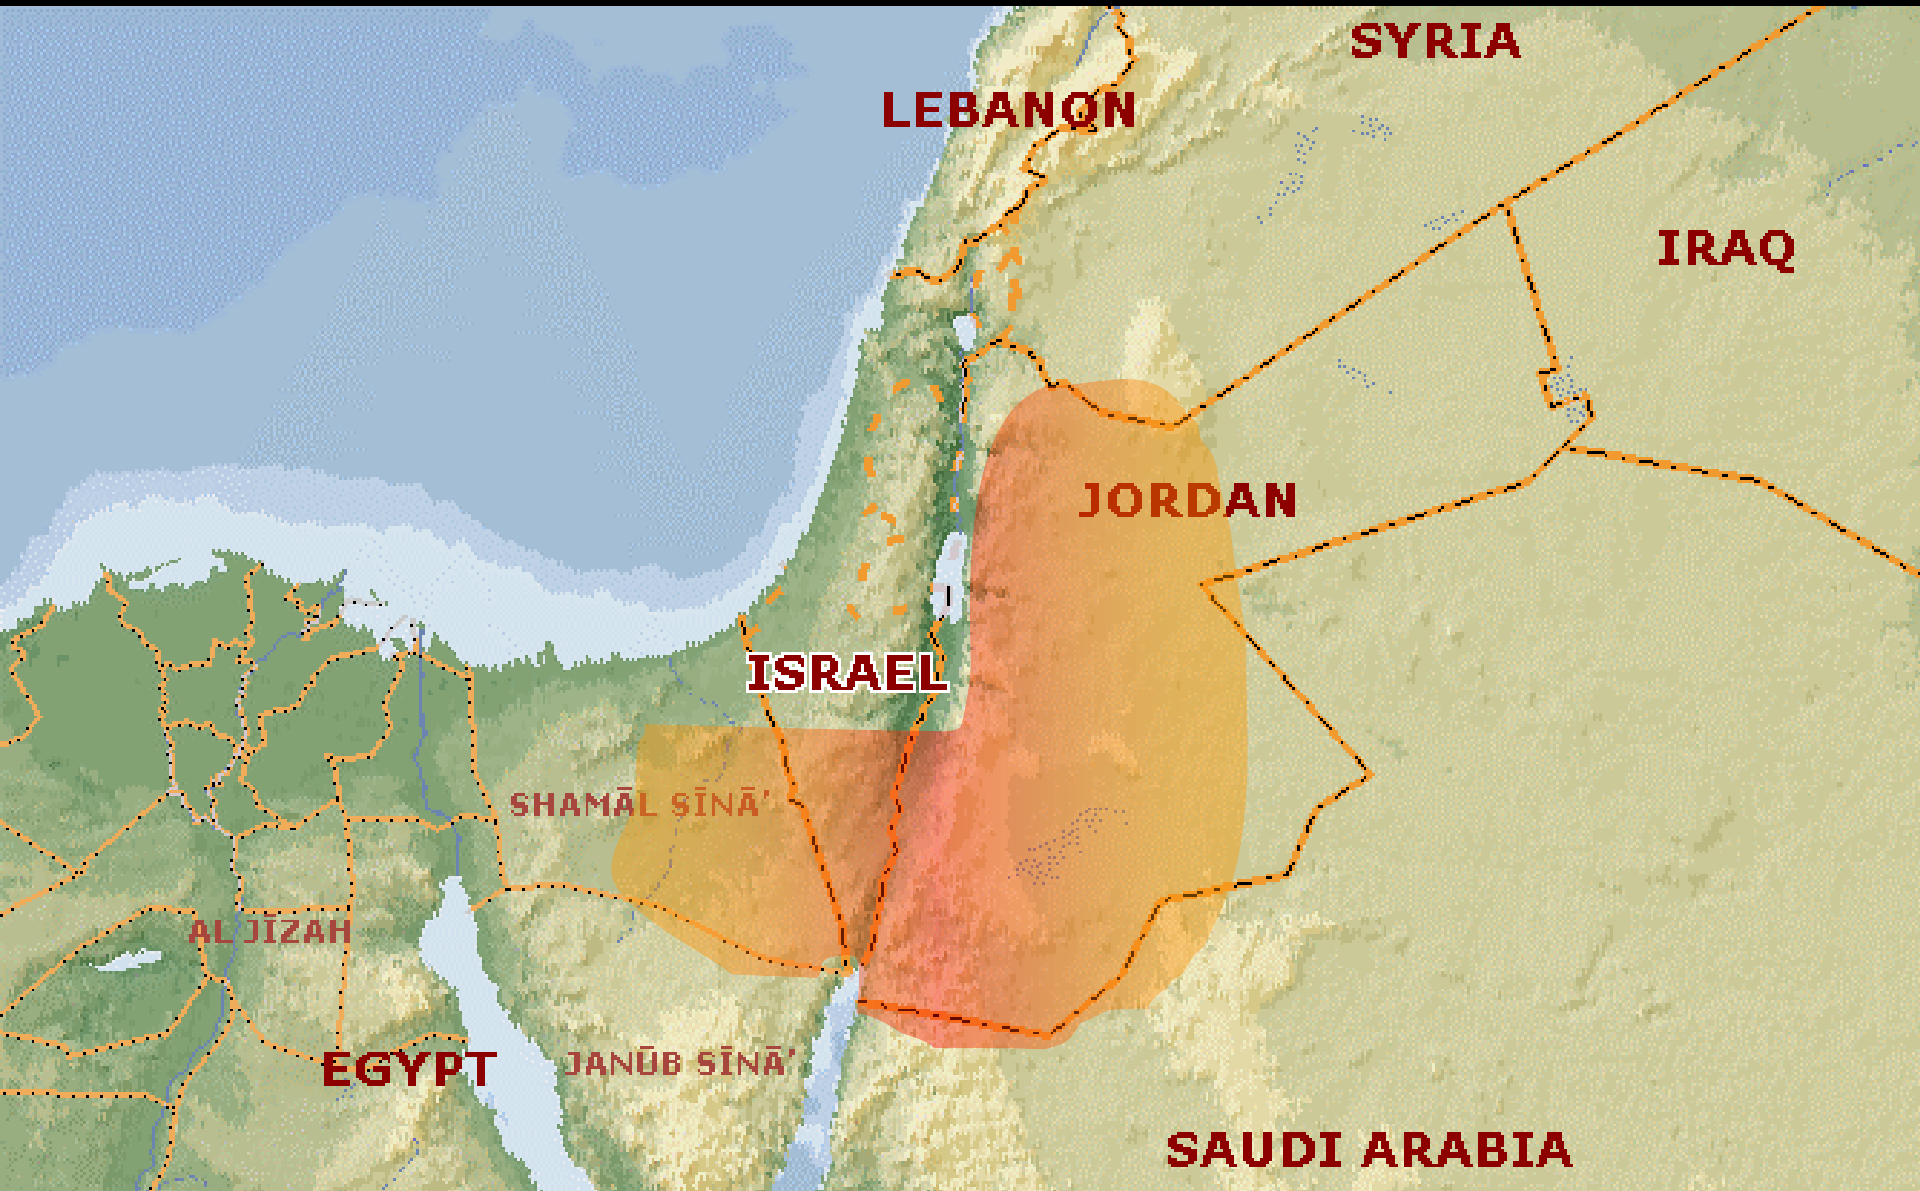 SYRIA
LEBANON
IRAQ
JORDAN
ISRAEL
SHAMĀL SĪNĀ'
AL JĪZAH
EGYPT
JANŪB SĪNĀ'
SAUDI ARABIA